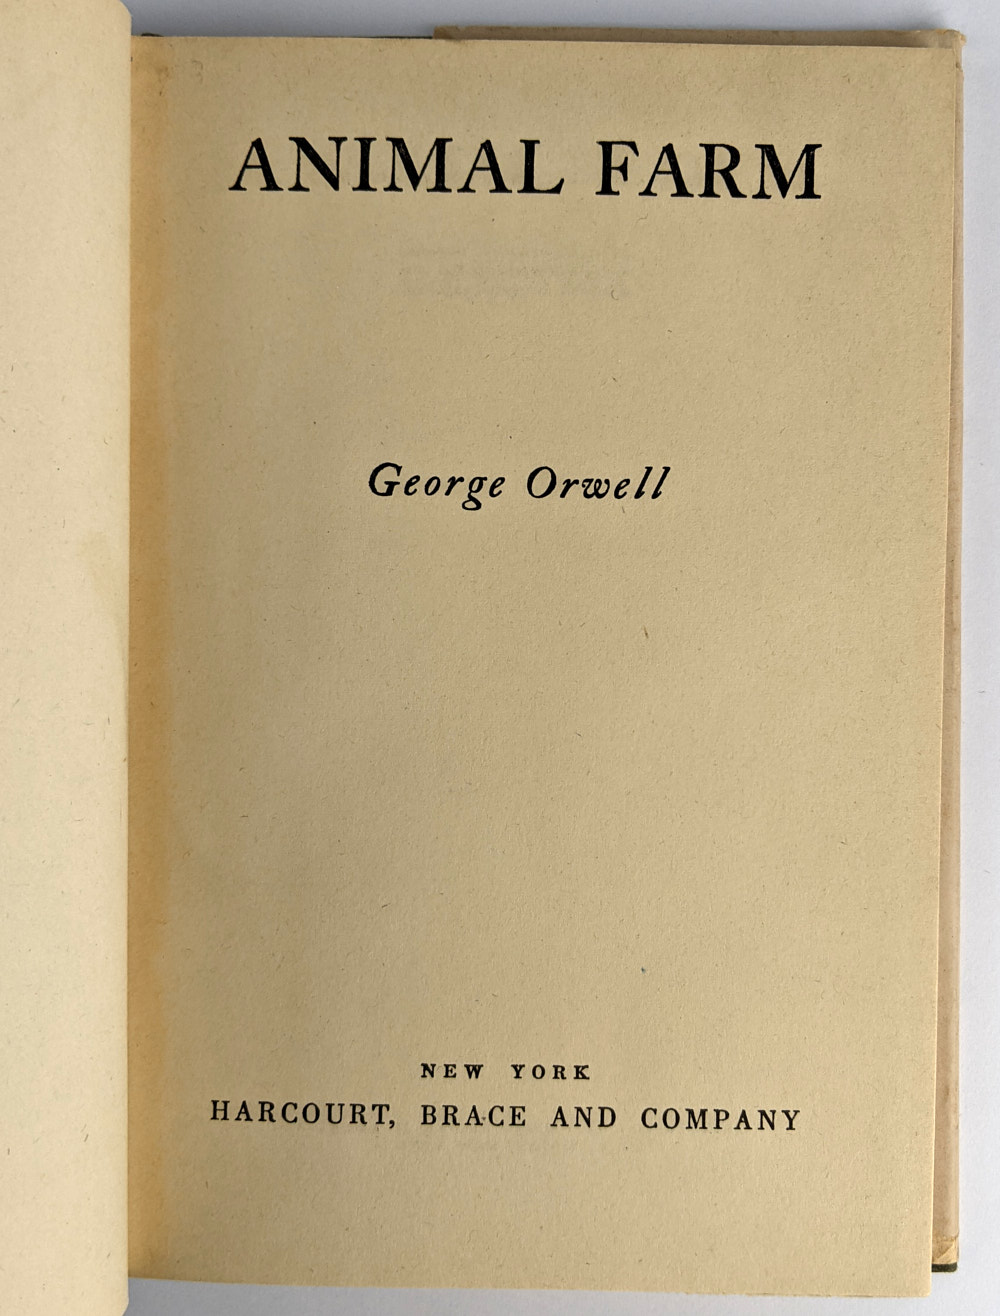 ANIMAL FARM
George Orwell
NEW YORK
HARCOURT, BRACE AND COMPANY